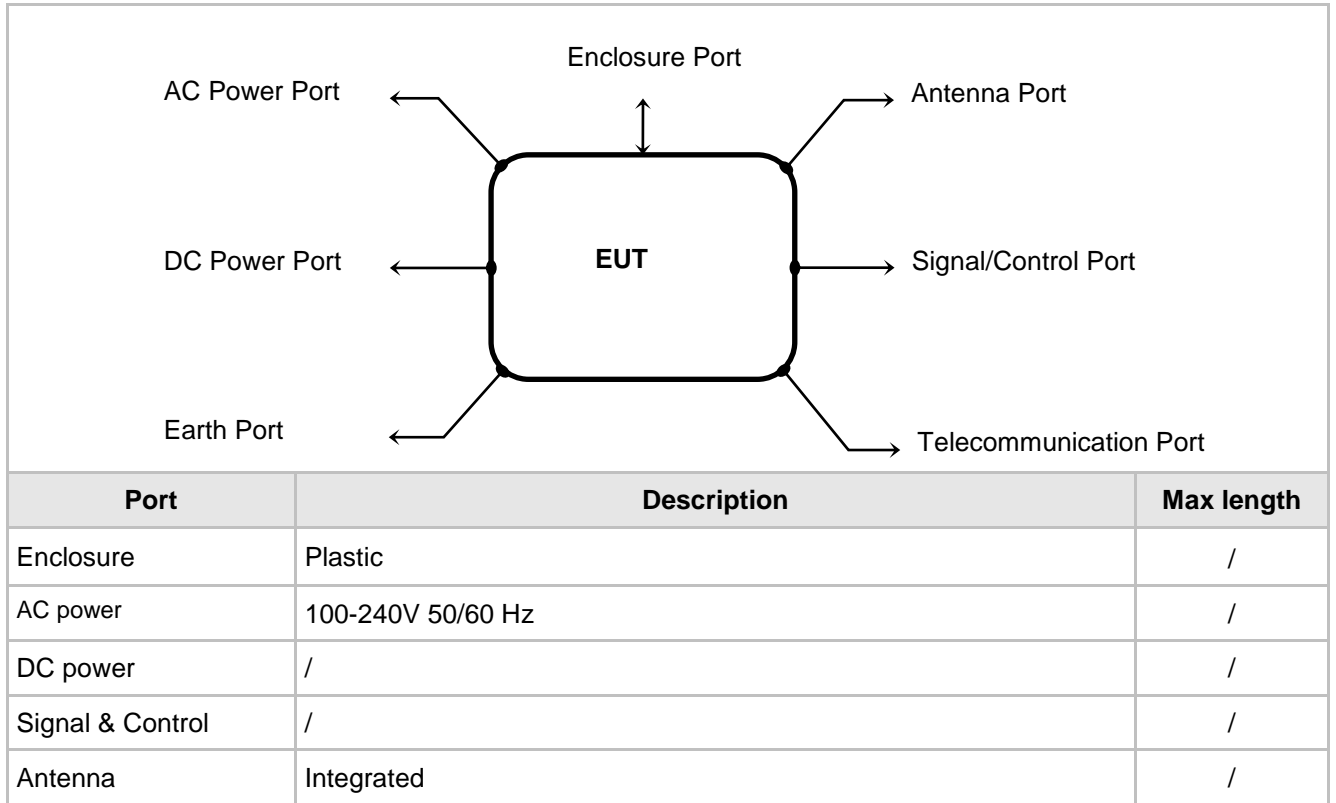 Enclosure Port
AC Power Port
Antenna Port
DC Power Port
EUT
Signal/Control Port
Earth Port
Telecommunication Port
Port Description Max length
Enclosure Plastic /
AC power 100-240V 50/60 Hz /
DC power / /
Signal & Control / /
Antenna Integrated /